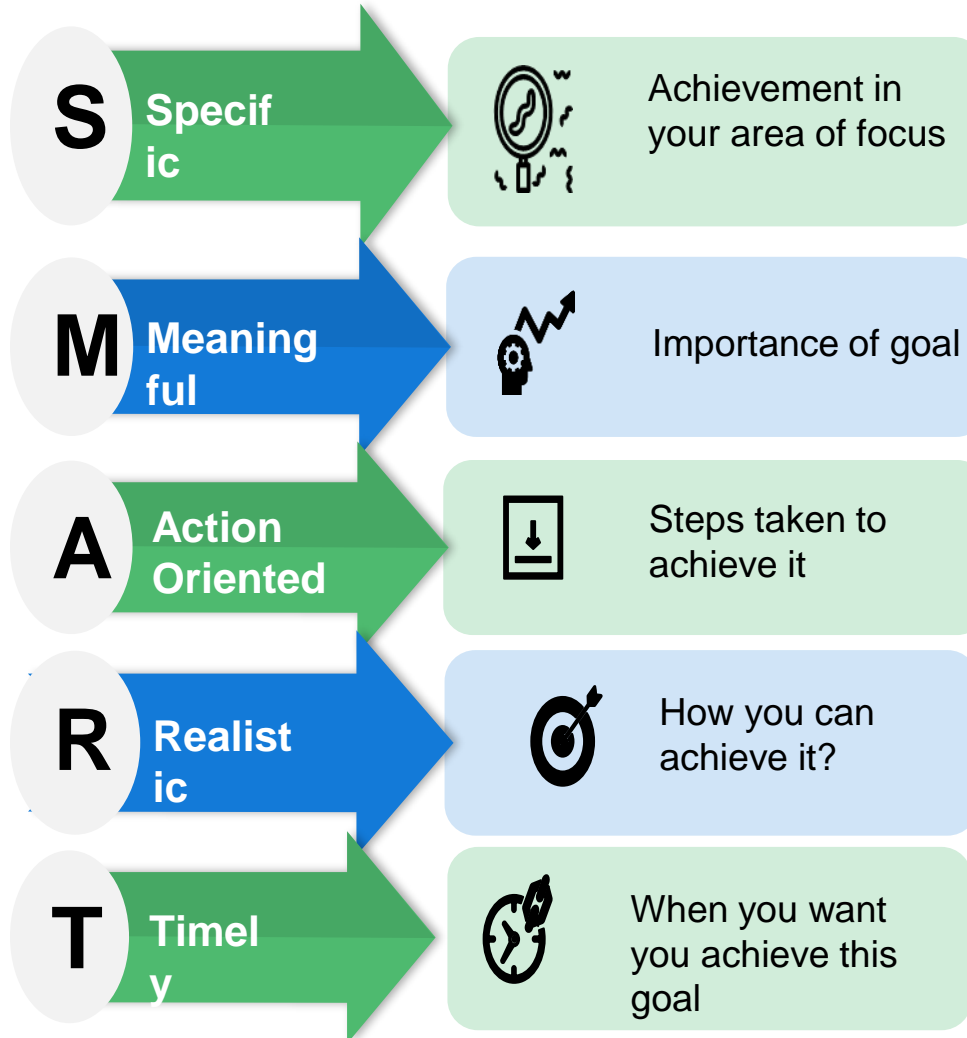 S
Specif
ic
Achievement in
your area of focus
M
Meaning
ful
Importance of goal
A
Action
Oriented
Steps taken to
achieve it
R
Realist
ic
How you can
achieve it?
T
Timel
y
When you want
you achieve this
goal